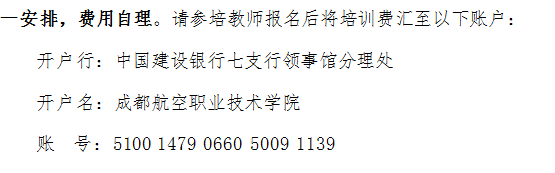 一安排，费用自理。请参培教师报名后将培训费汇至以下账户：
开户行：中国建设银行七支行领事馆分理处
开户名：成都航空职业技术学院
账　号：5100 1479 0660 5009 1139